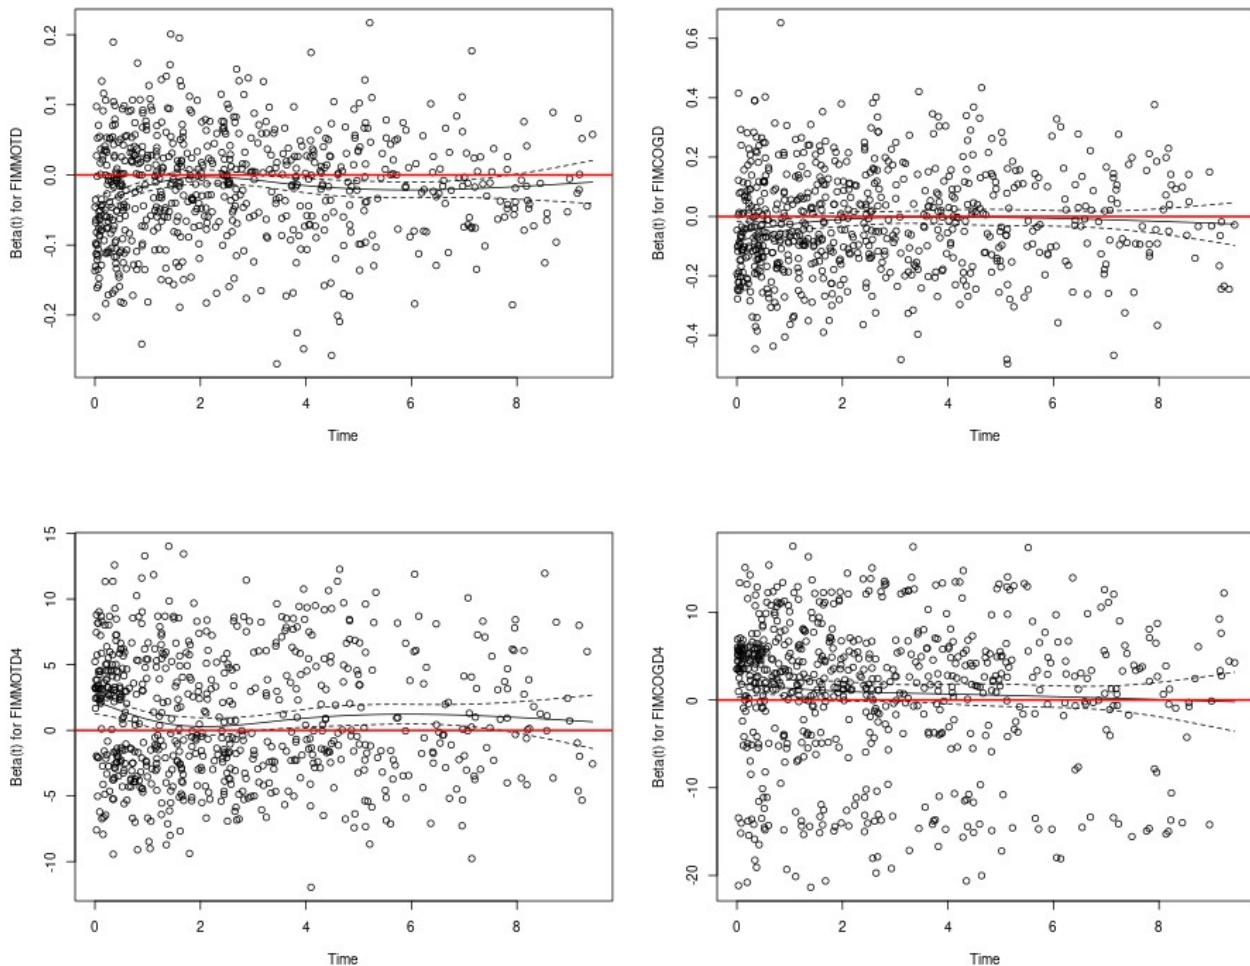 0.2
0.1
0.0
-0.1
-0.2
Beta(t) for FIMMOTD
0 2 4 6 8
Time
0.6
0.4
0.2
0.0
-0.2
-0.4
Beta(t) for FIMCOGD
0 2 4 6 8
Time
15
10
5
0
-5
-10
Beta(t) for FIMMOTD4
0 2 4 6 8
Time
10
0
-10
-20
Beta(t) for FIMCOGD4
0 2 4 6 8
Time